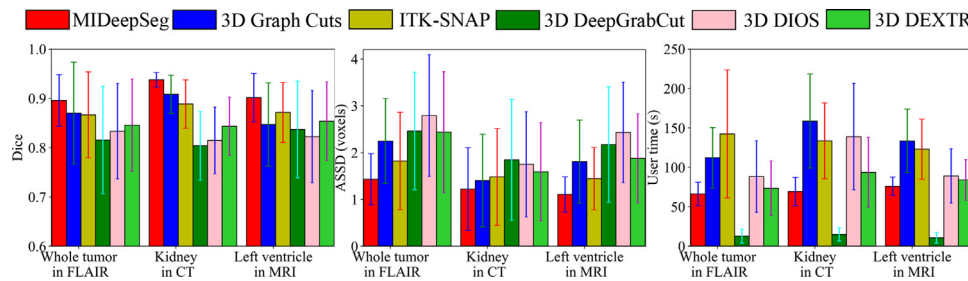 MIDeepSeg 3D Graph Cuts ITK-SNAP 3D DeepGrabCut 3D DIOS 3D DEXTR
Dice
1.0
0.9
0.8
0.7
0.6
Whole tumor
in FLAIR
Kidney
in CT
Left ventricle
in MRI
ASSD (voxels)
4
3
2
1
0
Whole tumor
in FLAIR
Kidney
in CT
Left ventricle
in MRI
User time (s)
250
200
150
100
50
0
Whole tumor
in FLAIR
Kidney
in CT
Left ventricle
in MRI